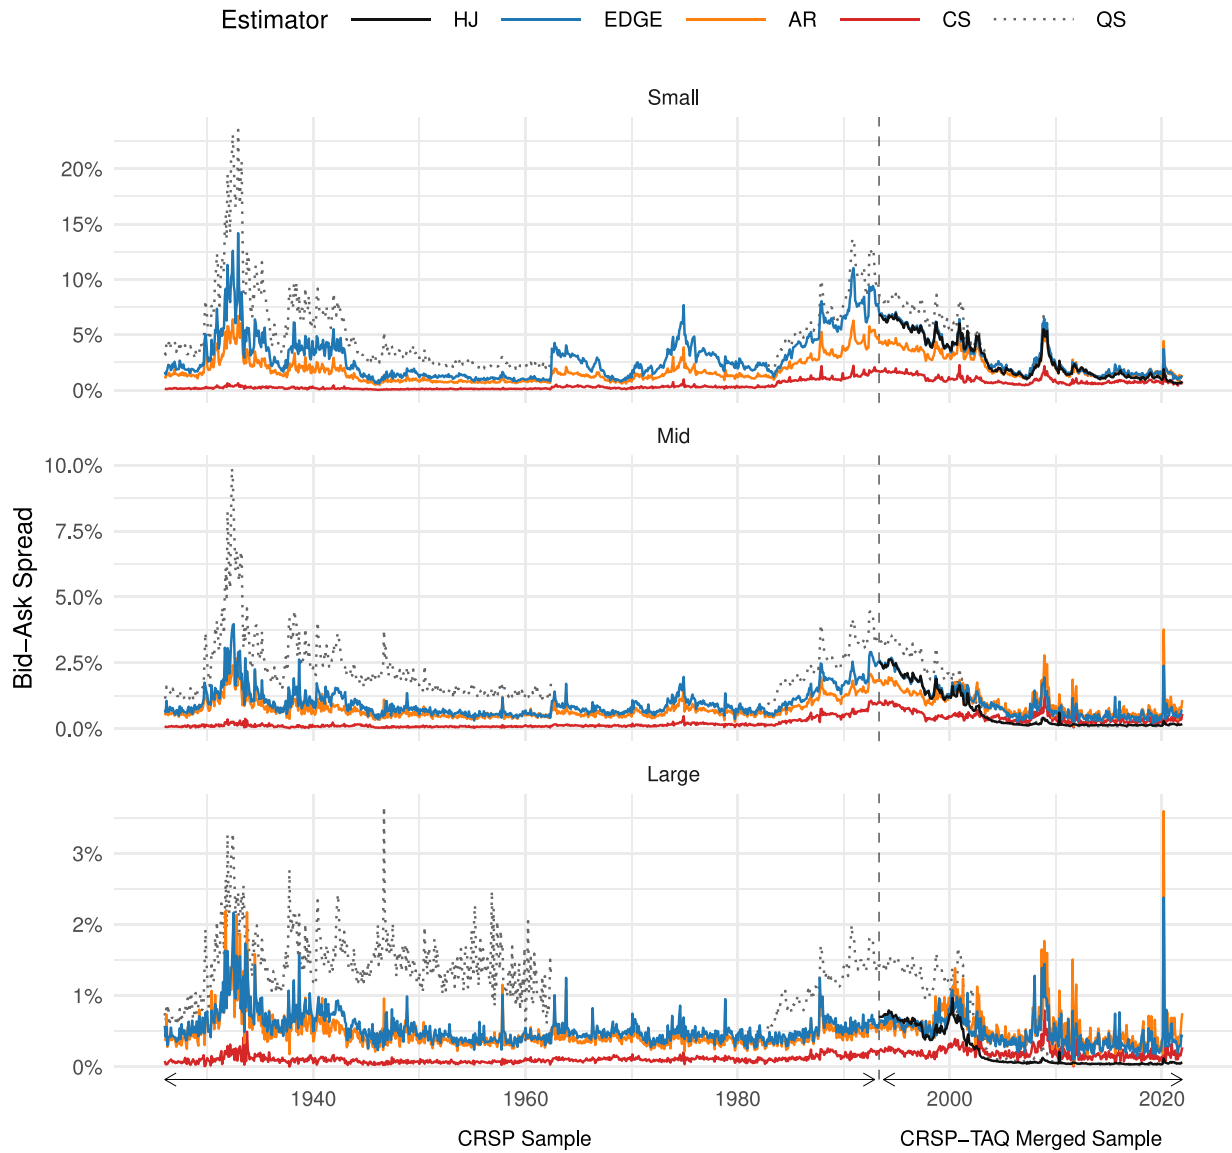 Estimator HJ EDGE AR CS QS
Small
20%
15%
10%
5%
0%
Mid
10.0%
7.5%
5.0%
2.5%
0.0%
Bid−Ask Spread
Large
3%
2%
1%
0%
1940 1960 1980 2000 2020
CRSP Sample CRSP−TAQ Merged Sample